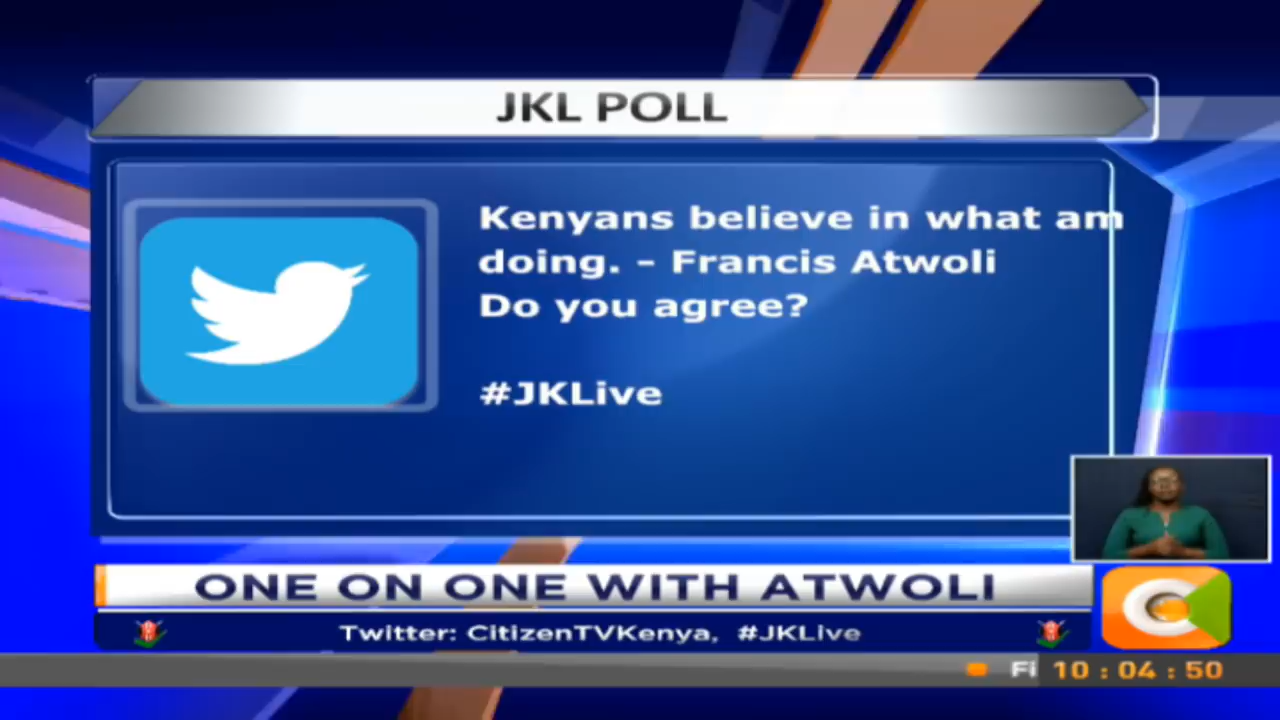 JKL POLL
Kenyans believe in what am
doing. – Francis Atwoli
Do you agree?
#JKLive
ONE ON ONE WITH ATWOLI
Twitter: CitizenTVKenya, #JKLive
Fi 10 : 04 : 50